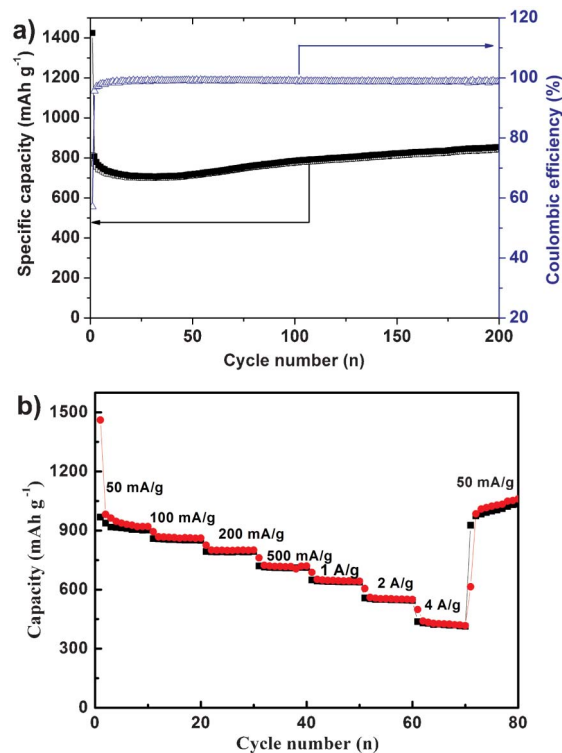 a)
Specific capacity (mAh g⁻¹)
1400
1200
1000
800
600
400
200
0
120
100
80
60
40
20
Coulombic efficiency (%)
0 50 100 150 200
Cycle number (n)
b)
Capacity (mAh g⁻¹)
1500
1200
900
600
300
0
50 mA/g
100 mA/g
200 mA/g
500 mA/g
1 A/g
2 A/g
4 A/g
50 mA/g
0 20 40 60 80
Cycle number (n)